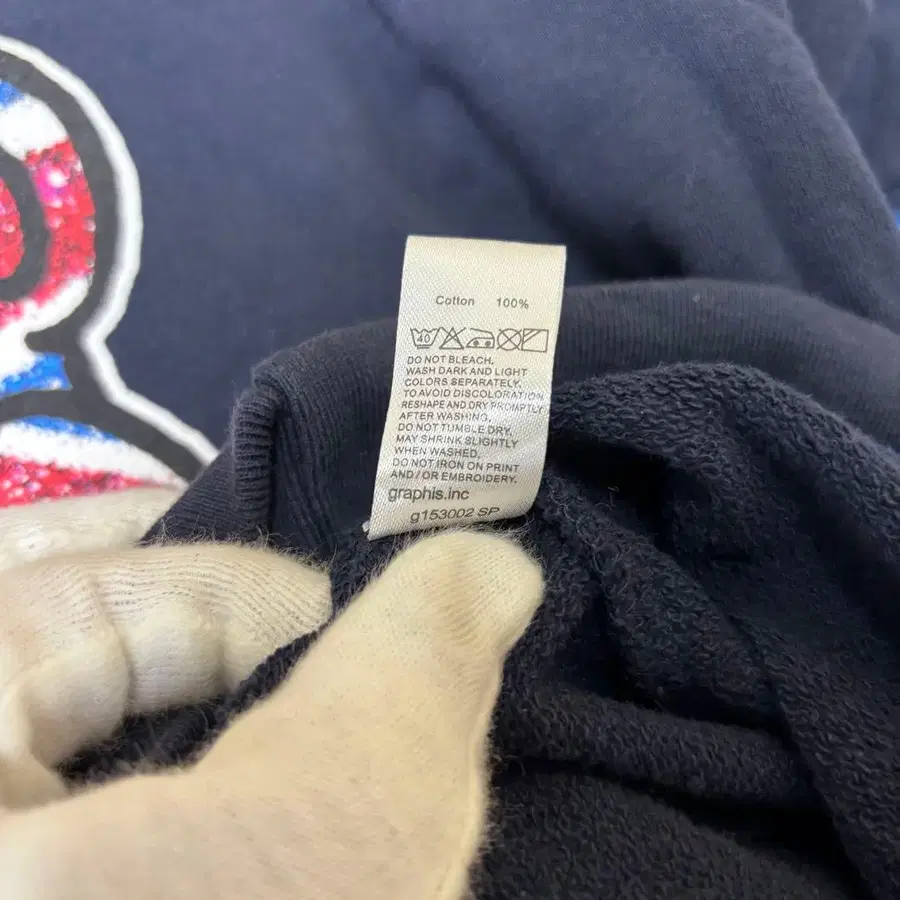 Cotton 100%
40
DO NOT BLEACH.
WASH DARK AND LIGHT
COLORS SEPARATELY.
TO AVOID DISCOLORATION
RESHAPE AND DRY PROMPTLY
AFTER WASHING.
DO NOT TUMBLE DRY.
MAY SHRINK SLIGHTLY
WHEN WASHED.
DO NOT IRON ON PRINT
AND/OR EMBROIDERY.
graphis.inc
g153002 SP